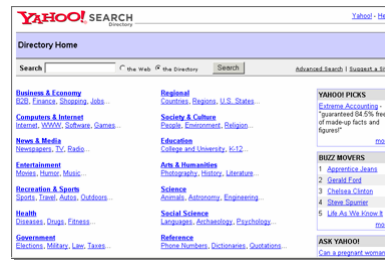 YAHOO! SEARCH
Directory
Yahoo! - He
Directory Home
Search the Web the Directory Search Advanced Search | Suggest a Si
Business & Economy
B2B, Finance, Shopping, Jobs...
Computers & Internet
Internet, WWW, Software, Games...
News & Media
Newspapers, TV, Radio...
Entertainment
Movies, Humor, Music...
Recreation & Sports
Sports, Travel, Autos, Outdoors...
Health
Diseases, Drugs, Fitness...
Government
Elections, Military, Law, Taxes...
Regional
Countries, Regions, U.S. States...
Society & Culture
People, Environment, Religion...
Education
College and University, K-12...
Arts & Humanities
Photography, History, Literature...
Science
Animals, Astronomy, Engineering...
Social Science
Languages, Archaeology, Psychology...
Reference
Phone Numbers, Dictionaries, Quotations...
YAHOO! PICKS
Extreme Accounting -
"guaranteed 84.5% free
of made-up facts and
figures!"
mo
BUZZ MOVERS
1 Apprentice Jeans
2 Gerald Ford
3 Chelsea Clinton
4 Steve Spurrier
5 Life As We Know It
mo
ASK YAHOO!
Can a pregnant woman